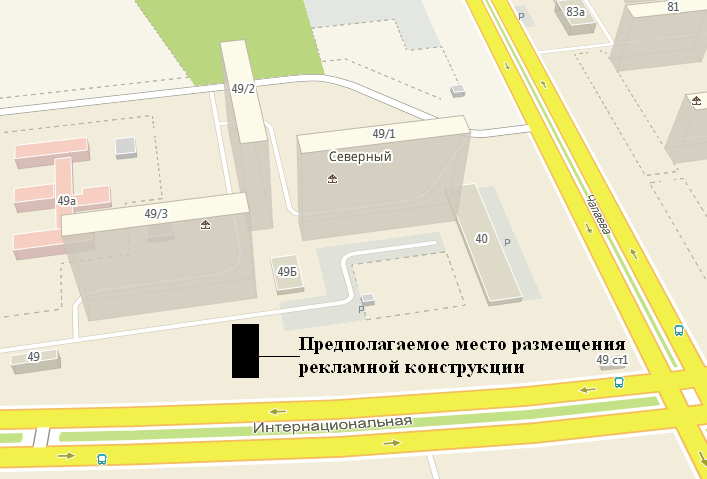 83а
81
P
49/2
49/1
Северный
49а
49/3
Чапаева
40
P
49Б
P
Предполагаемое место размещения
рекламной конструкции
49
49 ст1
Интернациональная